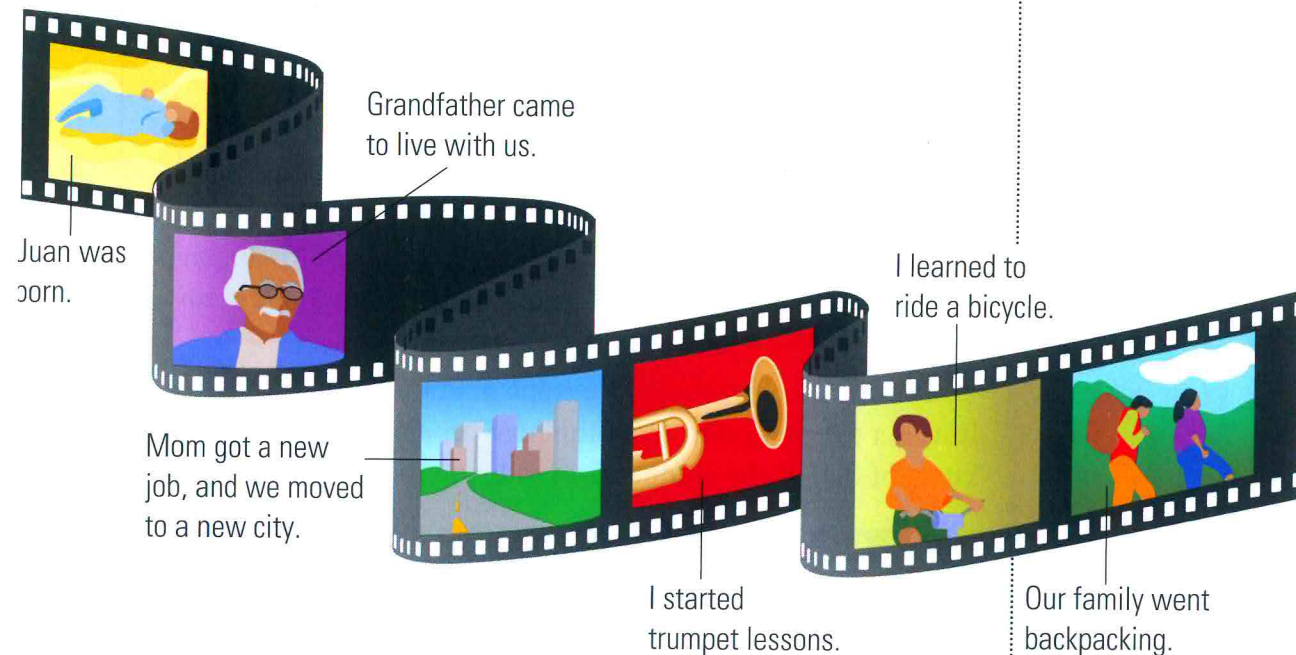 Juan was
born.
Grandfather came
to live with us.
Mom got a new
job, and we moved
to a new city.
I started
trumpet lessons.
I learned to
ride a bicycle.
Our family went
backpacking.